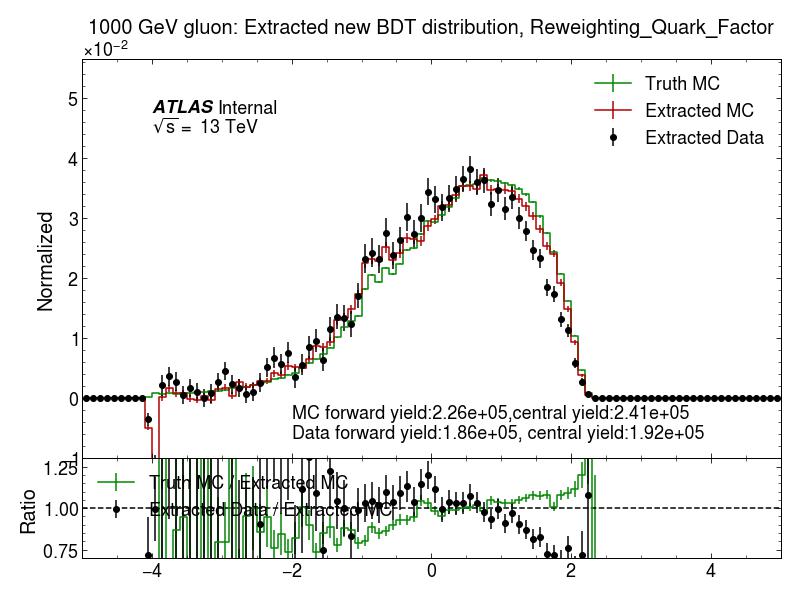 1000 GeV gluon: Extracted new BDT distribution, Reweighting_Quark_Factor
×10⁻²
ATLAS Internal
√s = 13 TeV
Truth MC
Extracted MC
Extracted Data
Normalized
5
4
3
2
1
0
MC forward yield:2.26e+05,central yield:2.41e+05
Data forward yield:1.86e+05, central yield:1.92e+05
Ratio
1.25
1.00
0.75
Truth MC / Extracted MC
Extracted Data / Extracted MC
−4 −2 0 2 4